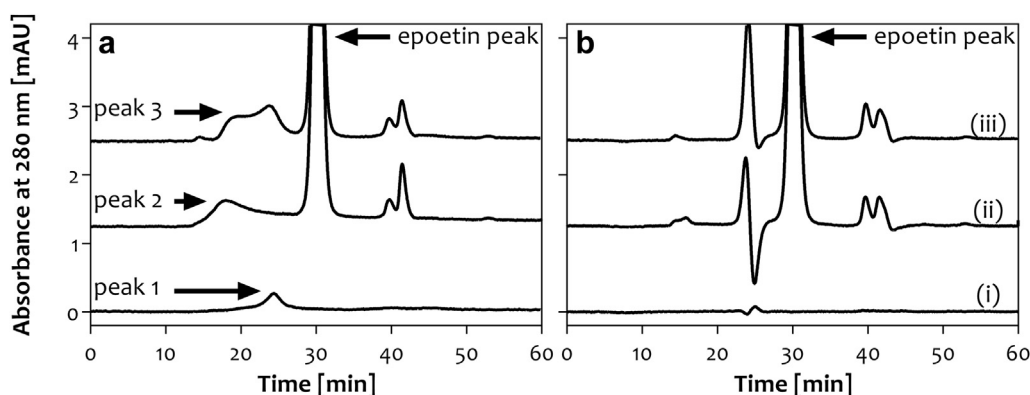 Absorbance at 280 nm [mAU]
4
3
2
1
0
a
epoetin peak
peak 3
peak 2
peak 1
0 10 20 30 40 50 60
Time [min]
b
epoetin peak
(iii)
(ii)
(i)
0 10 20 30 40 50 60
Time [min]